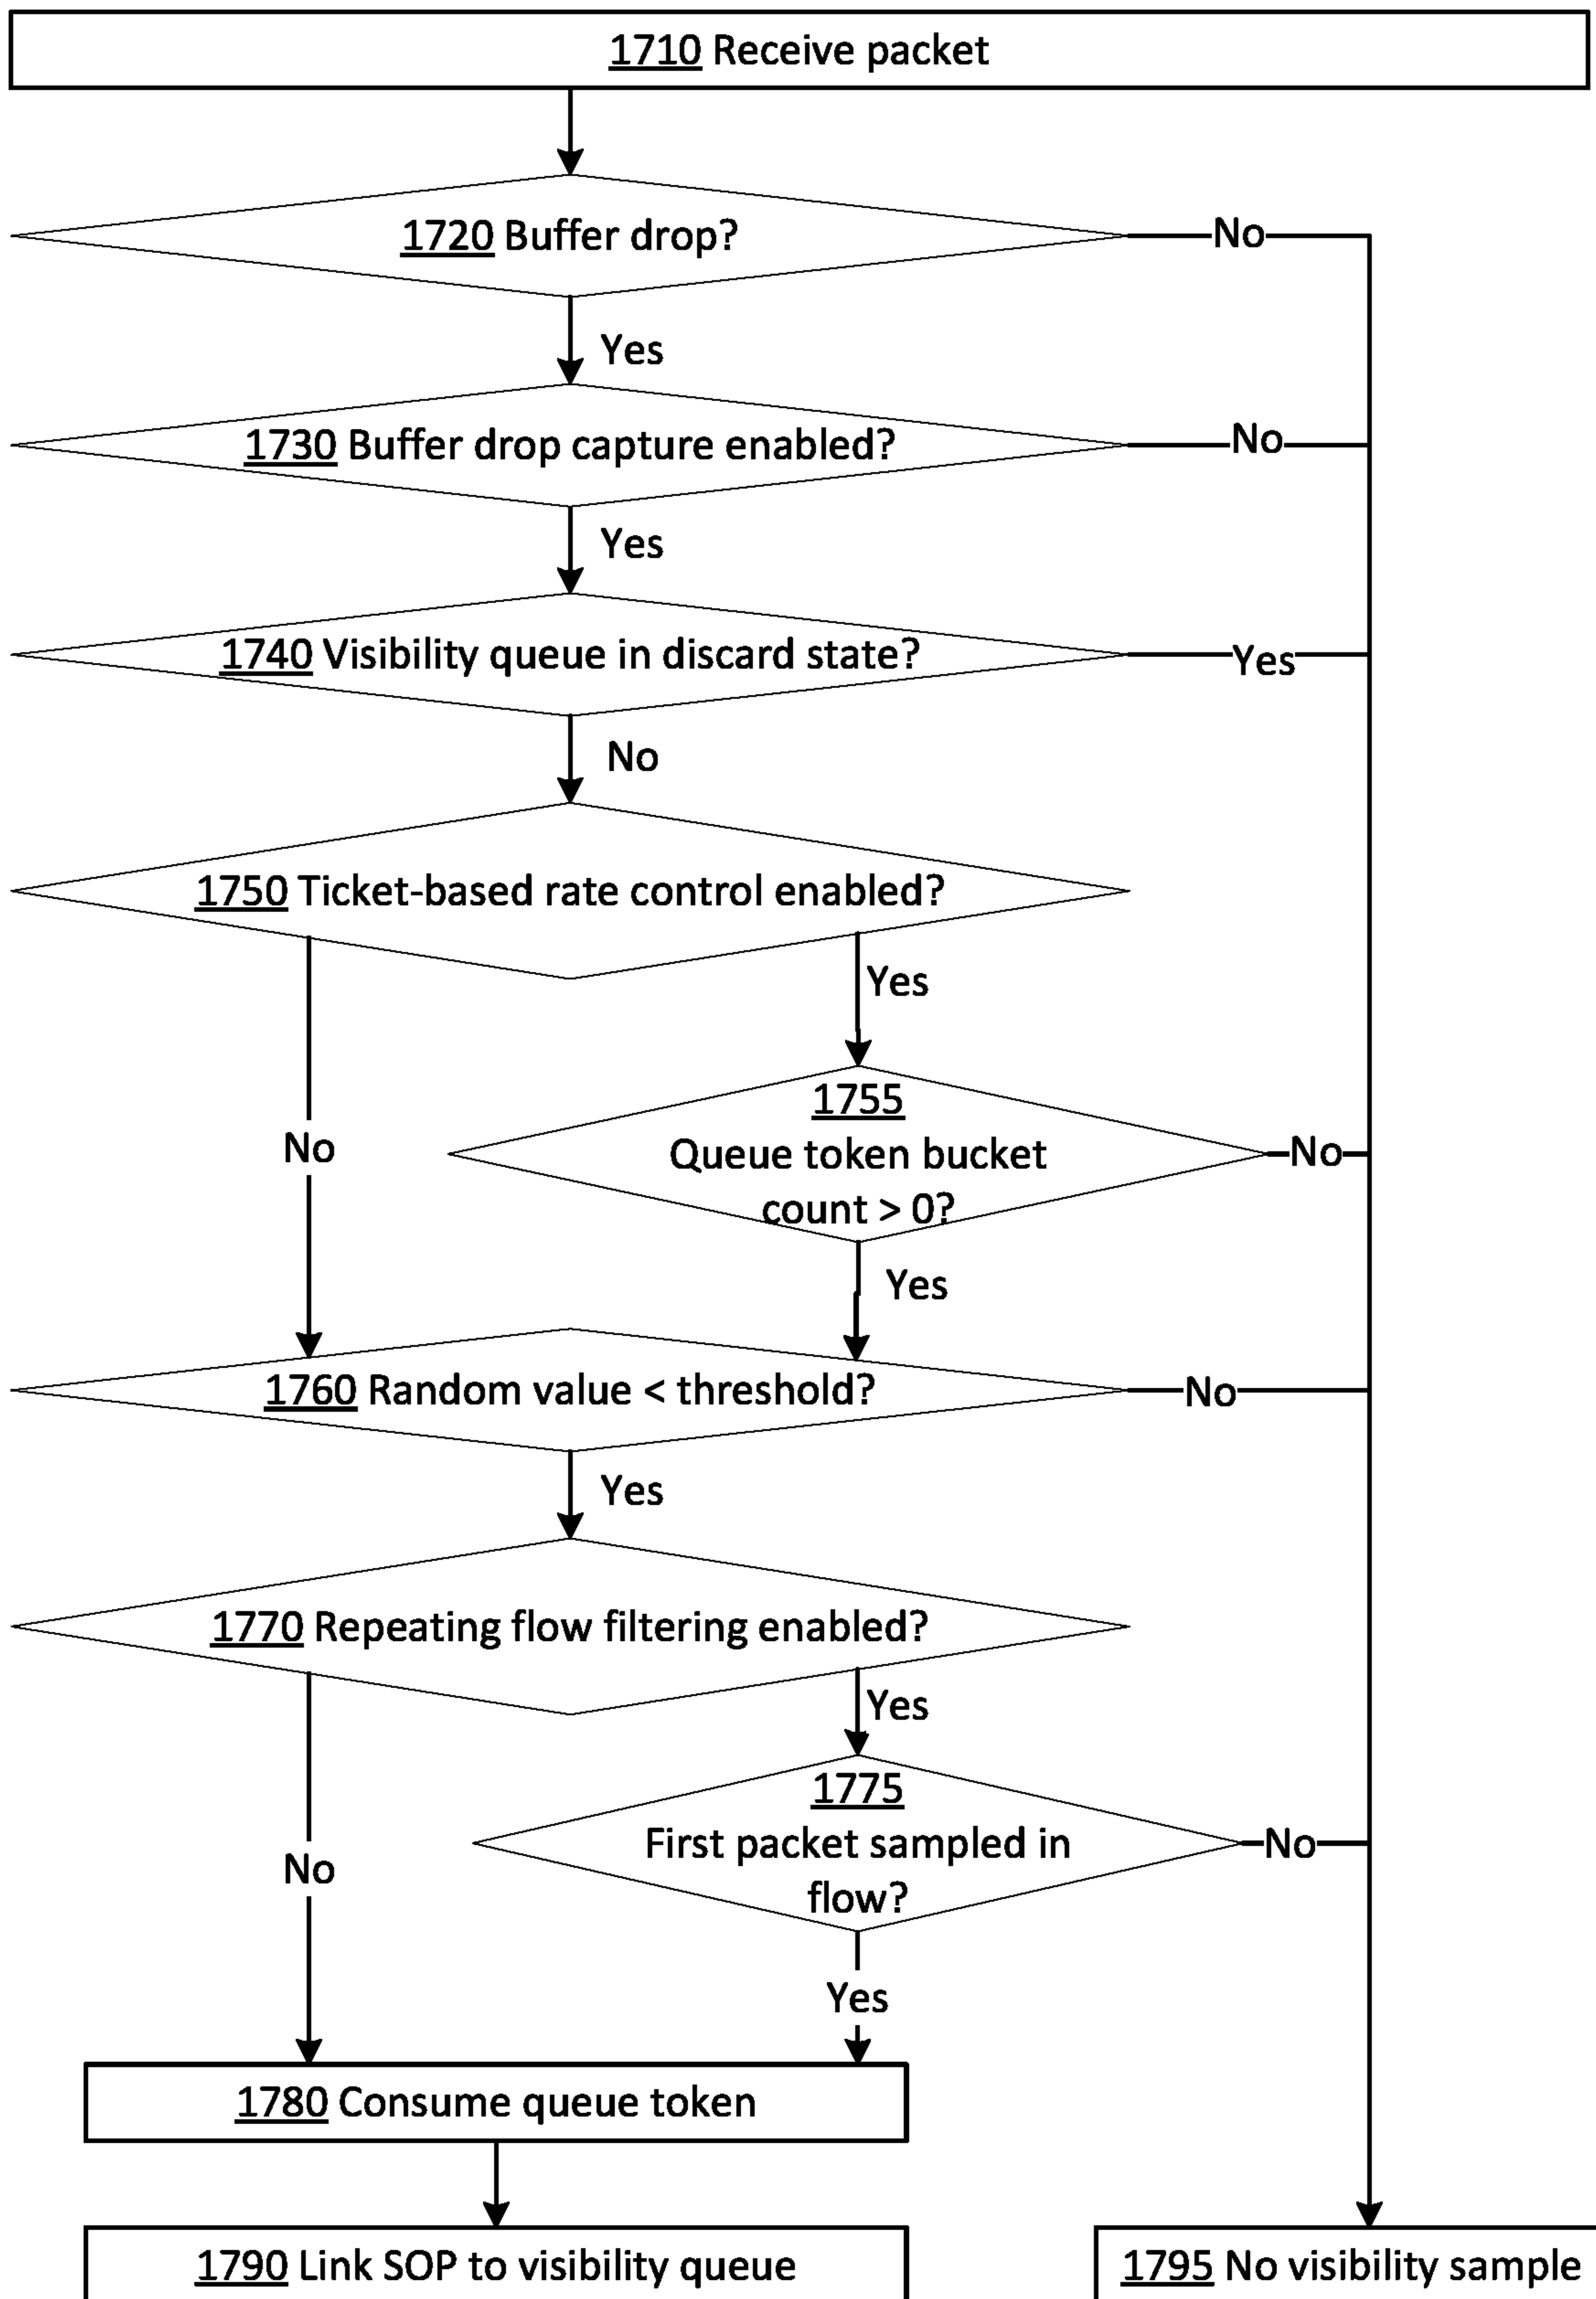 1710 Receive packet
1720 Buffer drop?
No
Yes
1730 Buffer drop capture enabled?
No
Yes
1740 Visibility queue in discard state?
Yes
No
1750 Ticket-based rate control enabled?
Yes
1755
Queue token bucket
count > 0?
No
No
Yes
1760 Random value < threshold?
No
Yes
1770 Repeating flow filtering enabled?
Yes
1775
First packet sampled in
flow?
No
No
Yes
1780 Consume queue token
1790 Link SOP to visibility queue
1795 No visibility sample